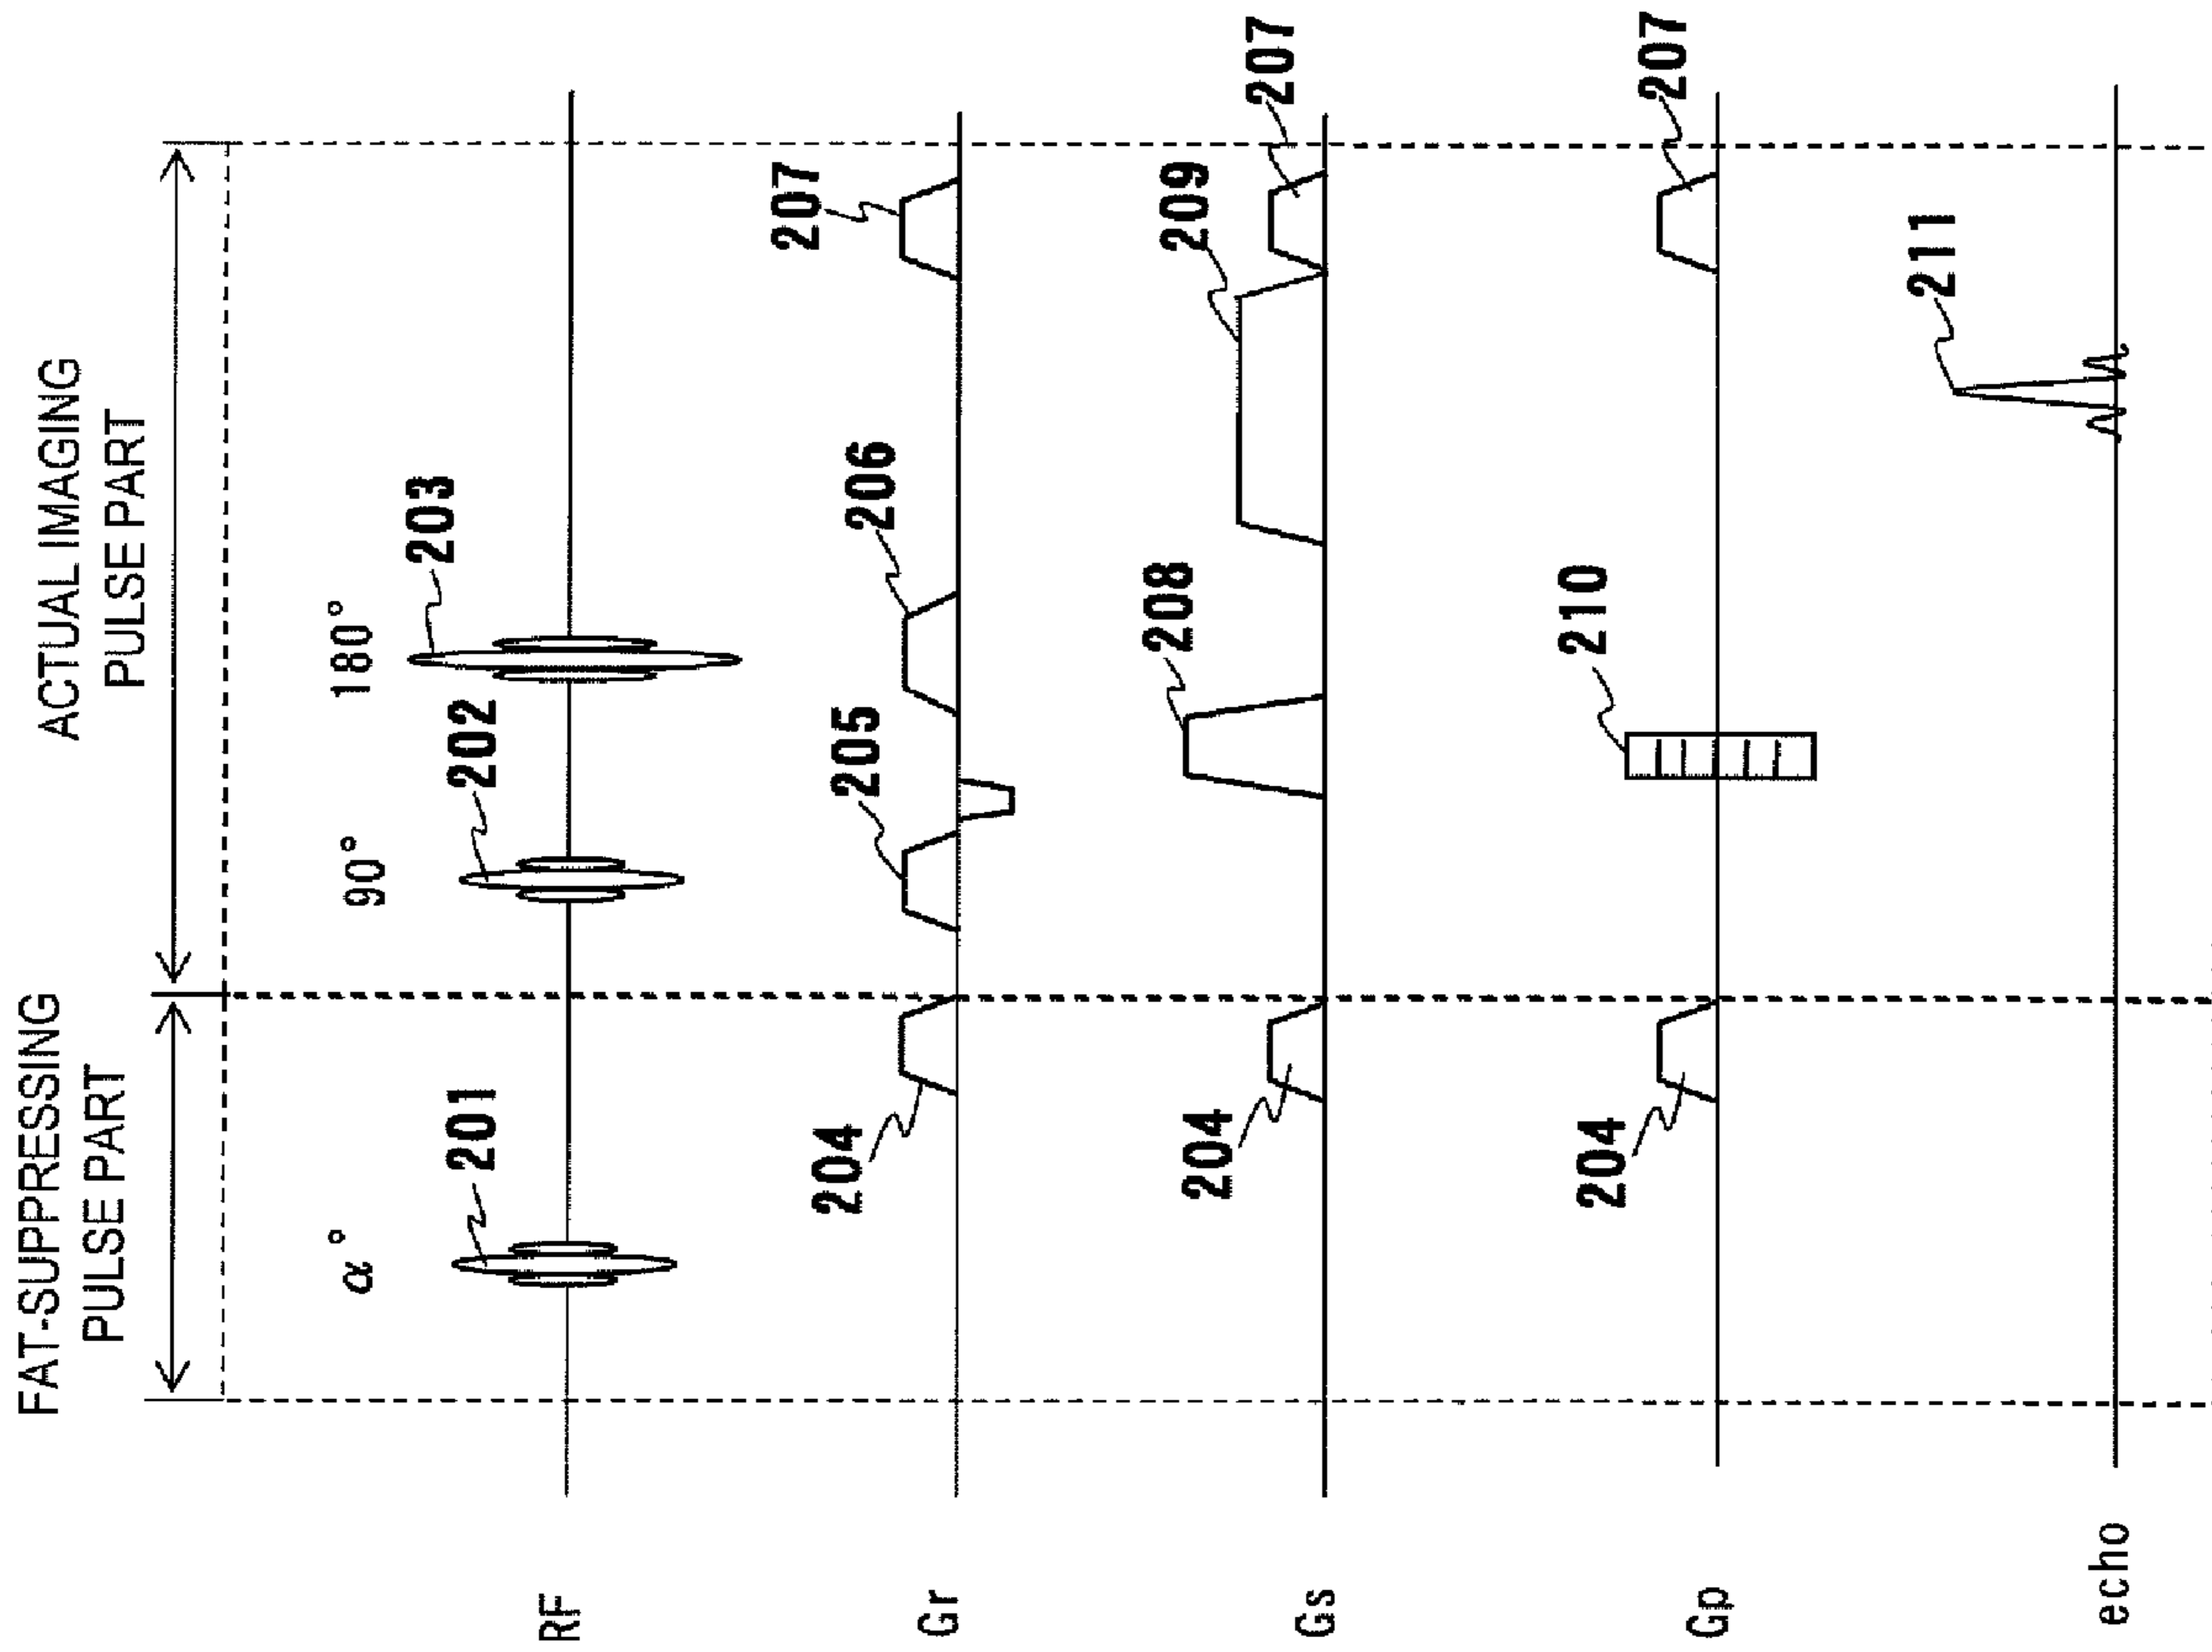 FAT-SUPPRESSING
PULSE PART
ACTUAL IMAGING
PULSE PART
α°
90°
180°
RF
201
202
203
Gr
204
205
206
207
Gs
204
208
209
207
Gp
204
210
207
echo
211